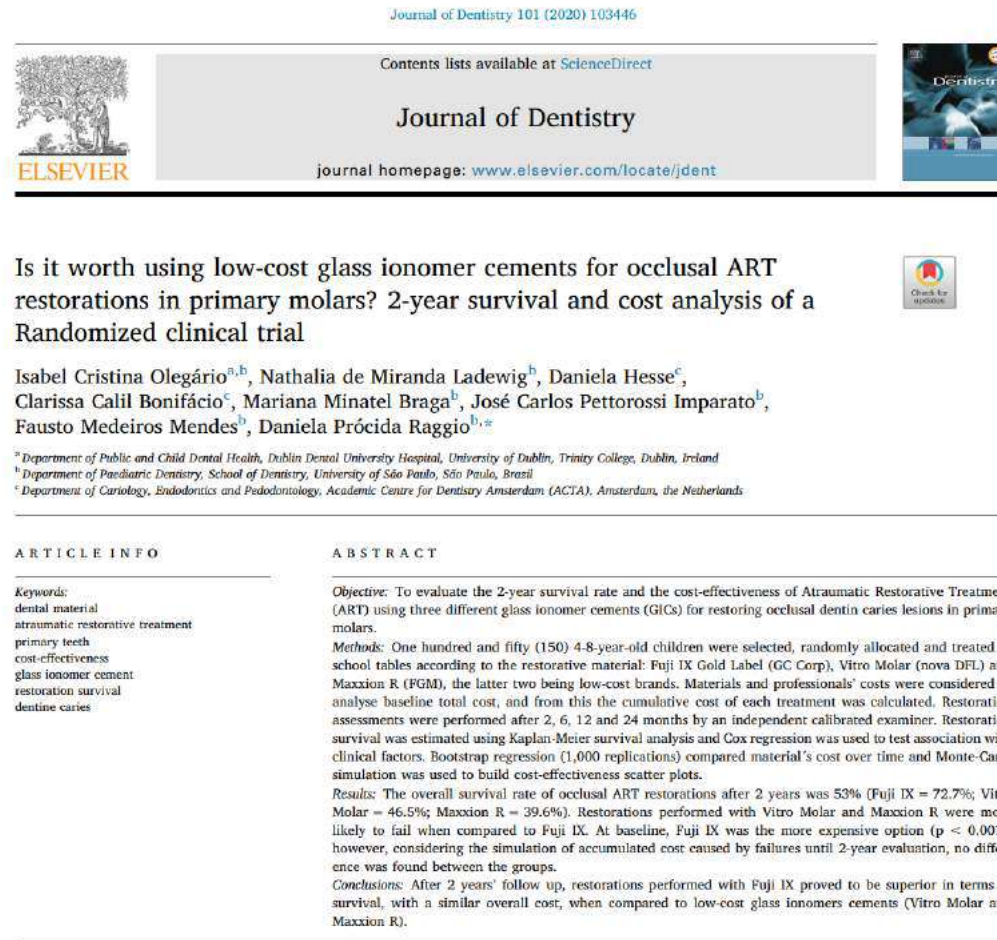 Journal of Dentistry 101 (2020) 103446
Contents lists available at ScienceDirect
Journal of Dentistry
journal homepage: www.elsevier.com/locate/jdent
ELSEVIER
Dentistr
Is it worth using low-cost glass ionomer cements for occlusal ART
restorations in primary molars? 2-year survival and cost analysis of a
Randomized clinical trial
Check for
updates
Isabel Cristina Olegário a,b, Nathalia de Miranda Ladewig b, Daniela Hesse c,
Clarissa Calil Bonifácio c, Mariana Minatel Braga b, José Carlos Pettorossi Imparato b,
Fausto Medeiros Mendes b, Daniela Prócida Raggio b,*
a Department of Public and Child Dental Health, Dublin Dental University Hospital, University of Dublin, Trinity College, Dublin, Ireland
b Department of Paediatric Dentistry, School of Dentistry, University of São Paulo, São Paulo, Brazil
c Department of Cariology, Endodontics and Pedodontology, Academic Centre for Dentistry Amsterdam (ACTA), Amsterdam, the Netherlands
ARTICLE INFO
Keywords:
dental material
atraumatic restorative treatment
primary teeth
cost-effectiveness
glass ionomer cement
restoration survival
dentine caries
ABSTRACT
Objective: To evaluate the 2-year survival rate and the cost-effectiveness of Atraumatic Restorative Treatme
(ART) using three different glass ionomer cements (GICs) for restoring occlusal dentin caries lesions in prima
molars.
Methods: One hundred and fifty (150) 4-8-year-old children were selected, randomly allocated and treated
school tables according to the restorative material: Fuji IX Gold Label (GC Corp), Vitro Molar (nova DFL) a
Maxxion R (FGM), the latter two being low-cost brands. Materials and professionals' costs were considered
analyse baseline total cost, and from this the cumulative cost of each treatment was calculated. Restorati
assessments were performed after 2, 6, 12 and 24 months by an independent calibrated examiner. Restorati
survival was estimated using Kaplan-Meier survival analysis and Cox regression was used to test association wi
clinical factors. Bootstrap regression (1,000 replications) compared material´s cost over time and Monte-Car
simulation was used to build cost-effectiveness scatter plots.
Results: The overall survival rate of occlusal ART restorations after 2 years was 53% (Fuji IX = 72.7%; Vit
Molar = 46.5%; Maxxion R = 39.6%). Restorations performed with Vitro Molar and Maxxion R were mo
likely to fail when compared to Fuji IX. At baseline, Fuji IX was the more expensive option (p < 0.00
however, considering the simulation of accumulated cost caused by failures until 2-year evaluation, no diffe
ence was found between the groups.
Conclusions: After 2 years' follow up, restorations performed with Fuji IX proved to be superior in terms
survival, with a similar overall cost, when compared to low-cost glass ionomers cements (Vitro Molar a
Maxxion R).